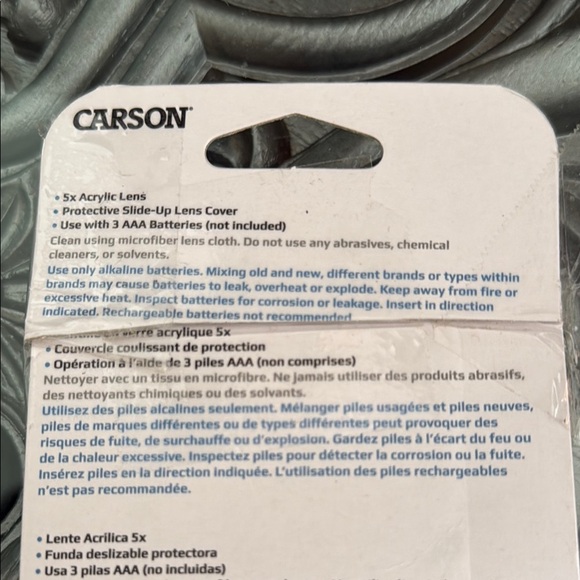 CARSON
• 5x Acrylic Lens
• Protective Slide-Up Lens Cover
• Use with 3 AAA Batteries (not included)
Clean using microfiber lens cloth. Do not use any abrasives, chemical
cleaners, or solvents.
Use only alkaline batteries. Mixing old and new, different brands or types within
brands may cause batteries to leak, overheat or explode. Keep away from fire or
excessive heat. Inspect batteries for corrosion or leakage. Insert in direction
indicated. Rechargeable batteries not recommended
verre acrylique 5x
• Couvercle coulissant de protection
• Opération à l'aide de 3 piles AAA (non comprises)
Nettoyer avec un tissu en microfibre. Ne jamais utiliser des produits abrasifs,
des nettoyants chimiques ou des solvants.
Utilisez des piles alcalines seulement. Mélanger piles usagées et piles neuves,
piles de marques différentes ou de types différentes peut provoquer des
risques de fuite, de surchauffe ou d'explosion. Gardez piles à l'écart du feu ou
de la chaleur excessive. Inspectez piles pour détecter la corrosion ou la fuite.
Insérez piles en la direction indiquée. L'utilisation des piles rechargeables
n'est pas recommandée.
• Lente Acrilica 5x
• Funda deslizable protectora
• Usa 3 pilas AAA (no incluidas)